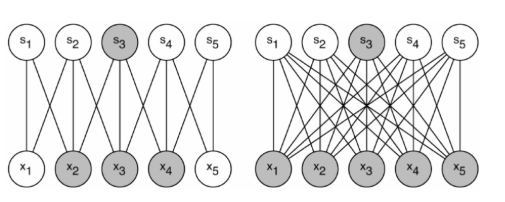 s1 s2 s3 s4 s5 s1 s2 s3 s4 s5
x1 x2 x3 x4 x5 x1 x2 x3 x4 x5